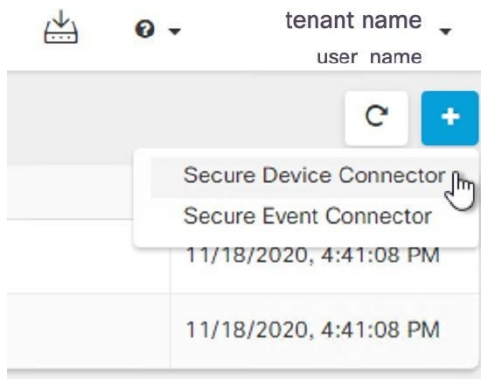 tenant name
user name
Secure Device Connector
Secure Event Connector
11/18/2020, 4:41:08 PM
11/18/2020, 4:41:08 PM